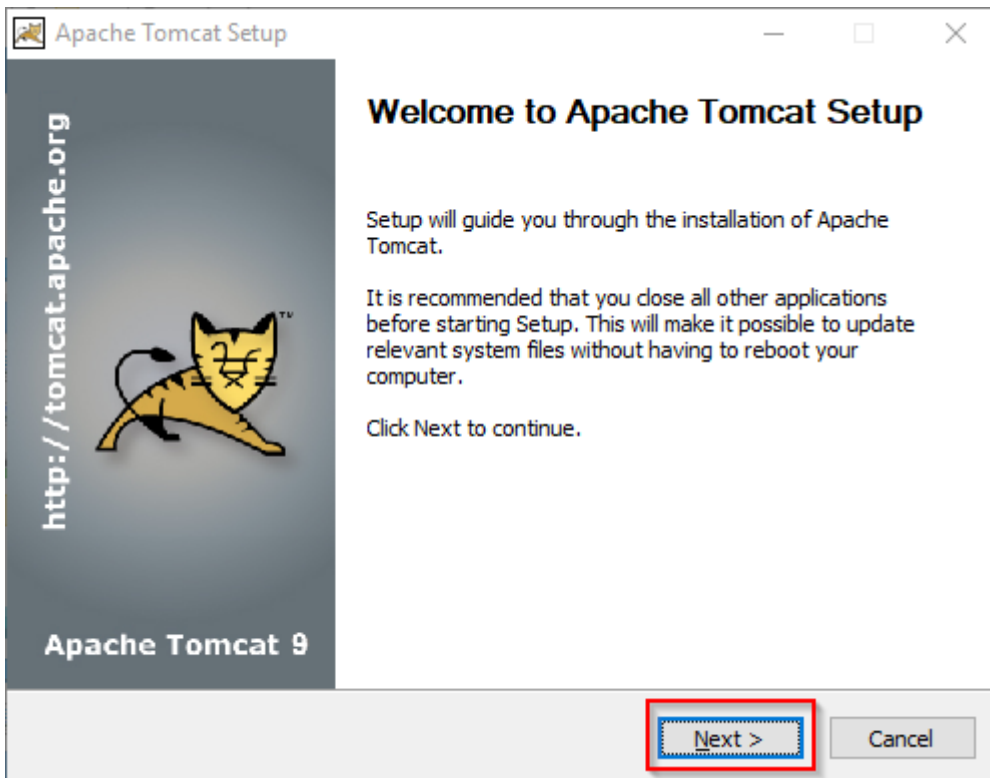 Apache Tomcat Setup
http://tomcat.apache.org
Apache Tomcat 9
Welcome to Apache Tomcat Setup
Setup will guide you through the installation of Apache
Tomcat.
It is recommended that you close all other applications
before starting Setup. This will make it possible to update
relevant system files without having to reboot your
computer.
Click Next to continue.
TM
Next >
Cancel